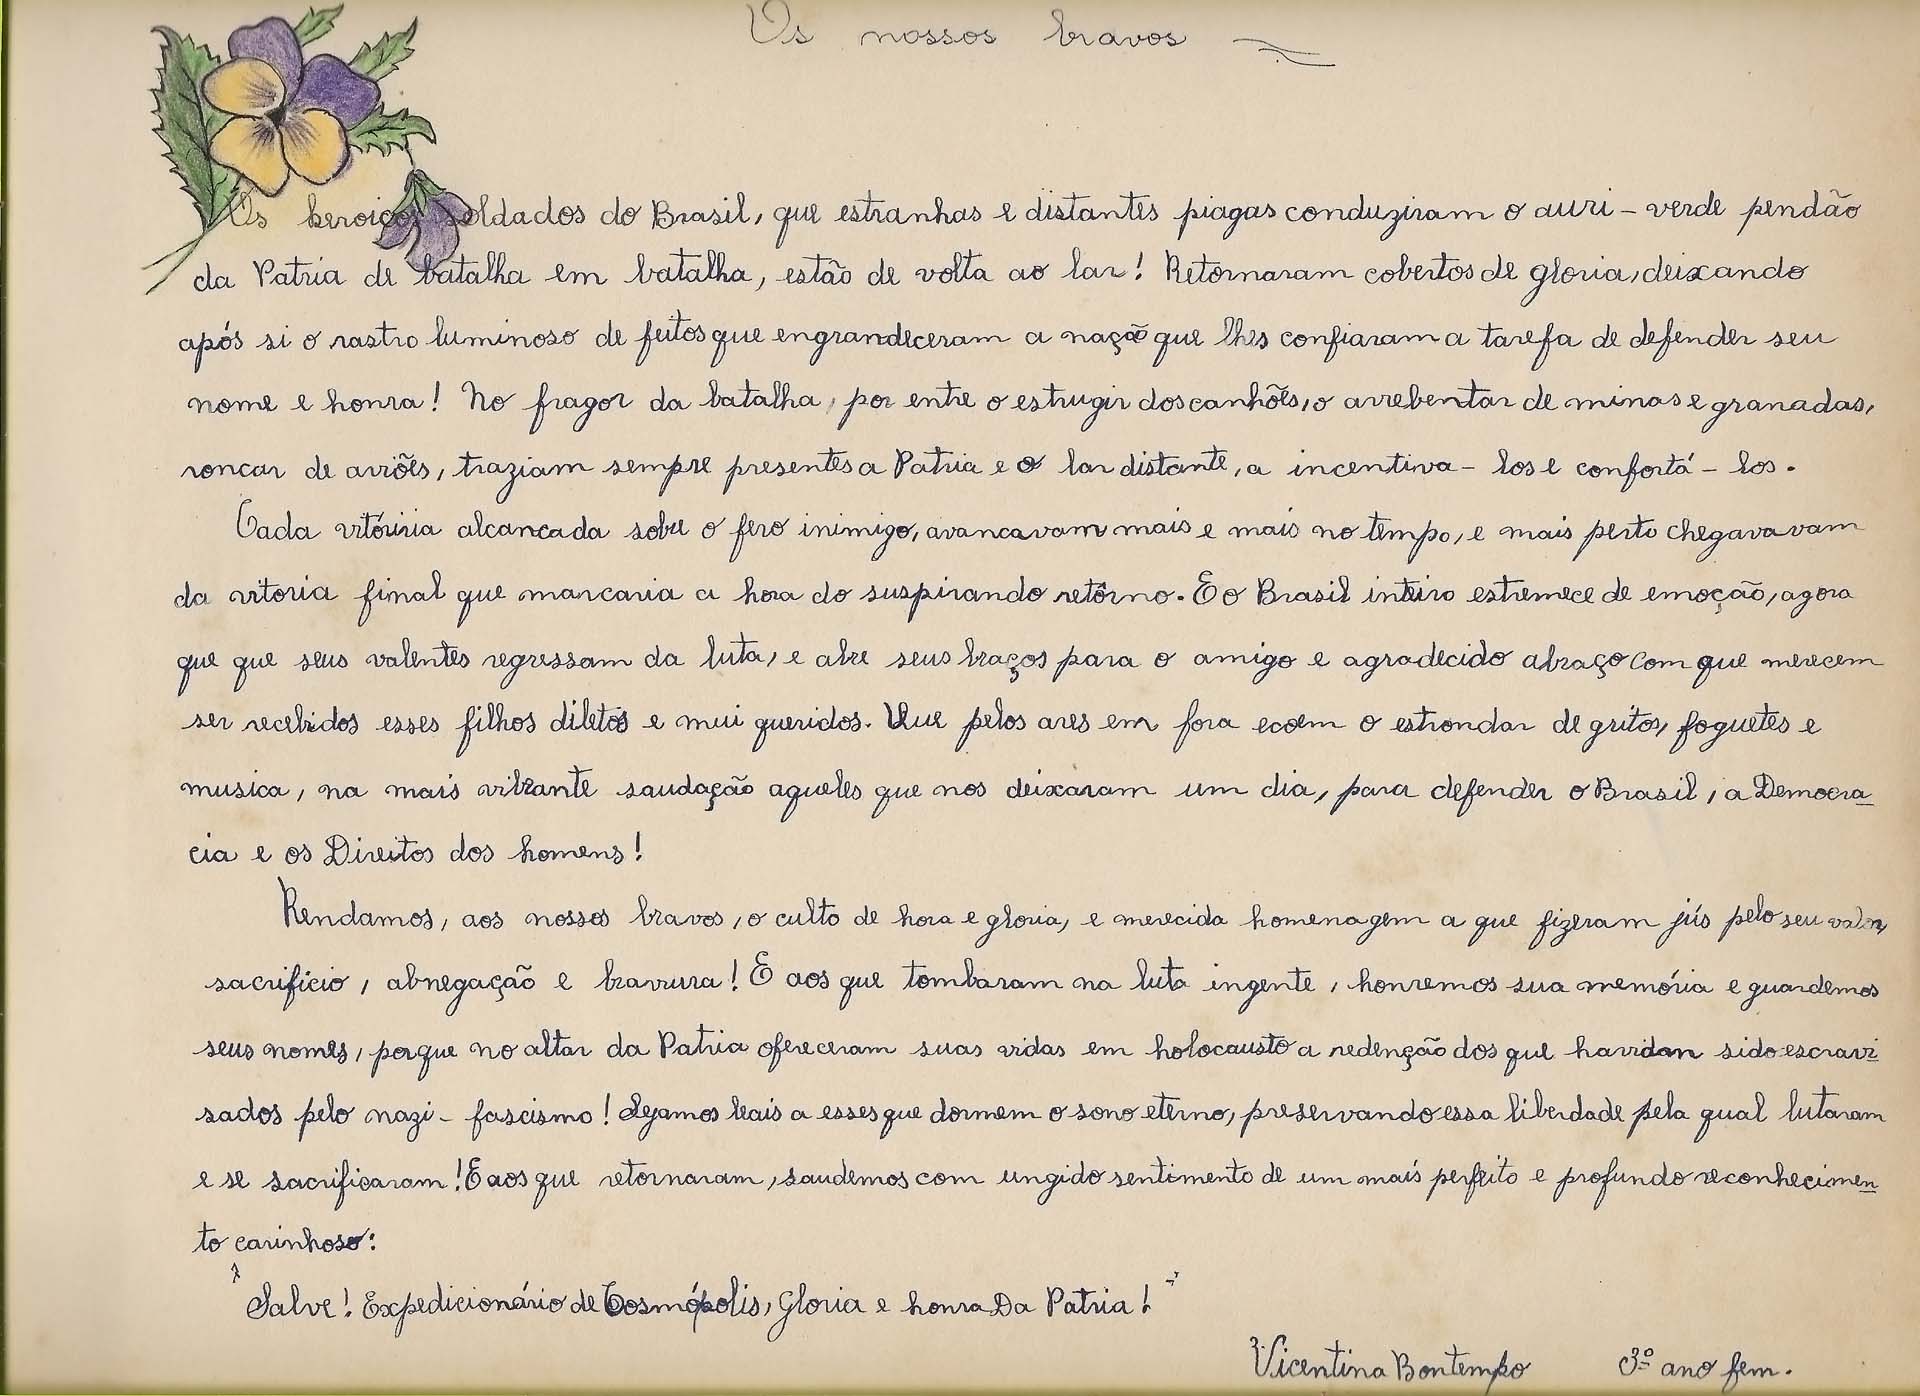 Os nossos bravos
Os heroicos soldados do Brasil, que estranhas e distantes piagas conduziram o auri - verde pendão
da Patria de batalha em batalha, estão de volta ao lar! Retornaram cobertos de gloria, deixando
após si o rastro luminoso de feitos que engrandeceram a nação que lhes confiaram a tarefa de defender seu
nome e honra! No fragor da batalha, por entre o estrugir dos canhões, o arrebentar de minas e granadas,
roncar de aviões, traziam sempre presentes a Patria e o lar distante, a incentiva - los e confortá - los.
Cada vitóriria alcancada sobre o fero inimigo, avancavam mais e mais no tempo, e mais perto chegavavam
da vitoria final que marcaria a hora do suspirando retôrno. E o Brasil inteiro estremece de emoção, agora
que que seus valentes regressam da luta, e abre seus braços para o amigo e agradecido abraço com que merecem
ser recebidos esses filhos diletos e mui queridos. Que pelos ares em fora ecoem o estrondar de gritos, foguetes e
musica, na mais vibrante saudação aqueles que nos deixaram um dia, para defender o Brasil, a Democra
cia e os Direitos dos homens!
Rendamos, aos nossos bravos, o culto de hora e gloria, e merecida homenagem a que fizeram jús pelo seu valor,
sacrifício, abnegação e bravura! E aos que tombaram na luta ingente, honremos sua memória e guardemos
seus nomes, porque no altar da Patria ofereceram suas vidas em holocausto a redenção dos que haviam sido escravi
sados pelo nazi - fascismo! Sejamos leais a esses que dormem o sono eterno, preservando essa liberdade pela qual lutaram
e se sacrificaram! E aos que retornaram, saudemos com ungido sentimento de um mais perfeito e profundo reconhecimen
to carinhoso:
"Salve! Expedicionário de Cosmópolis, Gloria e honra Da Patria!"
Vicentina Bontempo 3º ano fem.